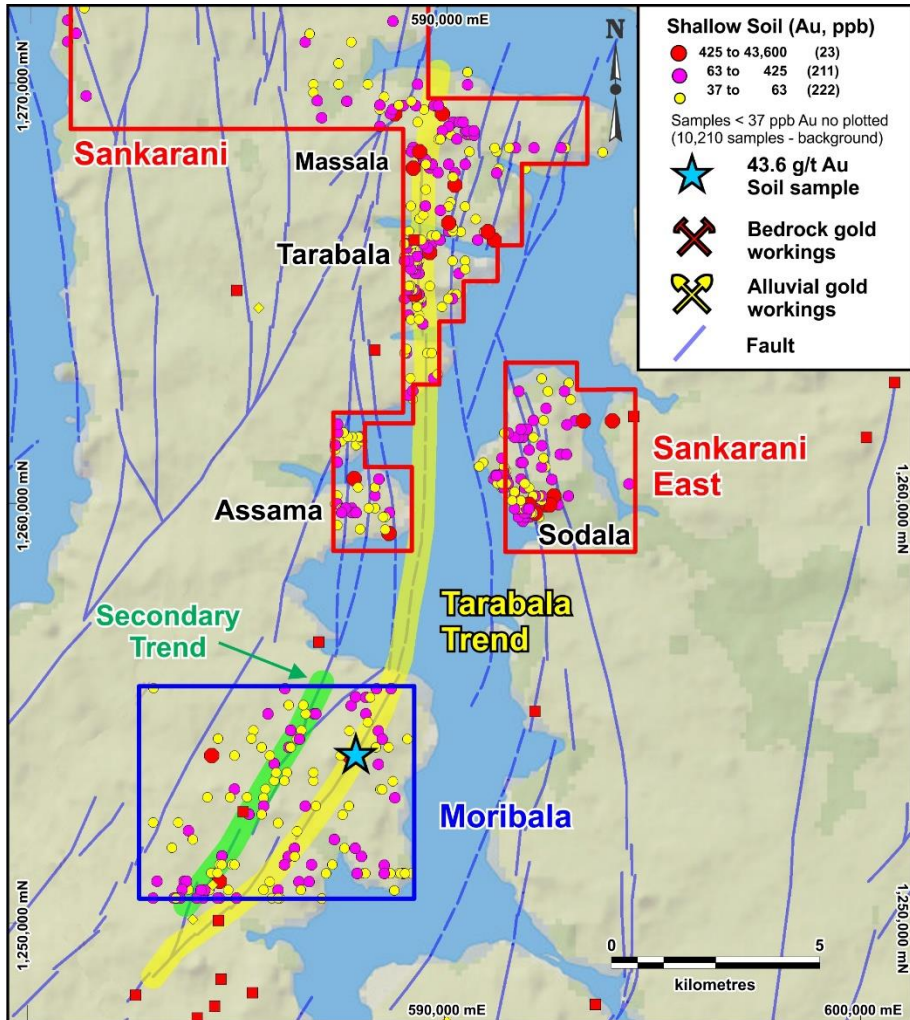 590,000 mE
N
Shallow Soil (Au, ppb)
425 to 43,600 (23)
63 to 425 (211)
37 to 63 (222)
Samples < 37 ppb Au no plotted
(10,210 samples - background)
43.6 g/t Au
Soil sample
Bedrock gold
workings
Alluvial gold
workings
Fault
1,270,000 mN
Sankarani
Massala
Tarabala
Sankarani
East
1,260,000 mN
1,260,000 mN
Assama
Sodala
Tarabala
Trend
Secondary
Trend
Moribala
1,250,000 mN
1,250,000 mN
0 5
kilometres
590,000 mE
600,000 mE